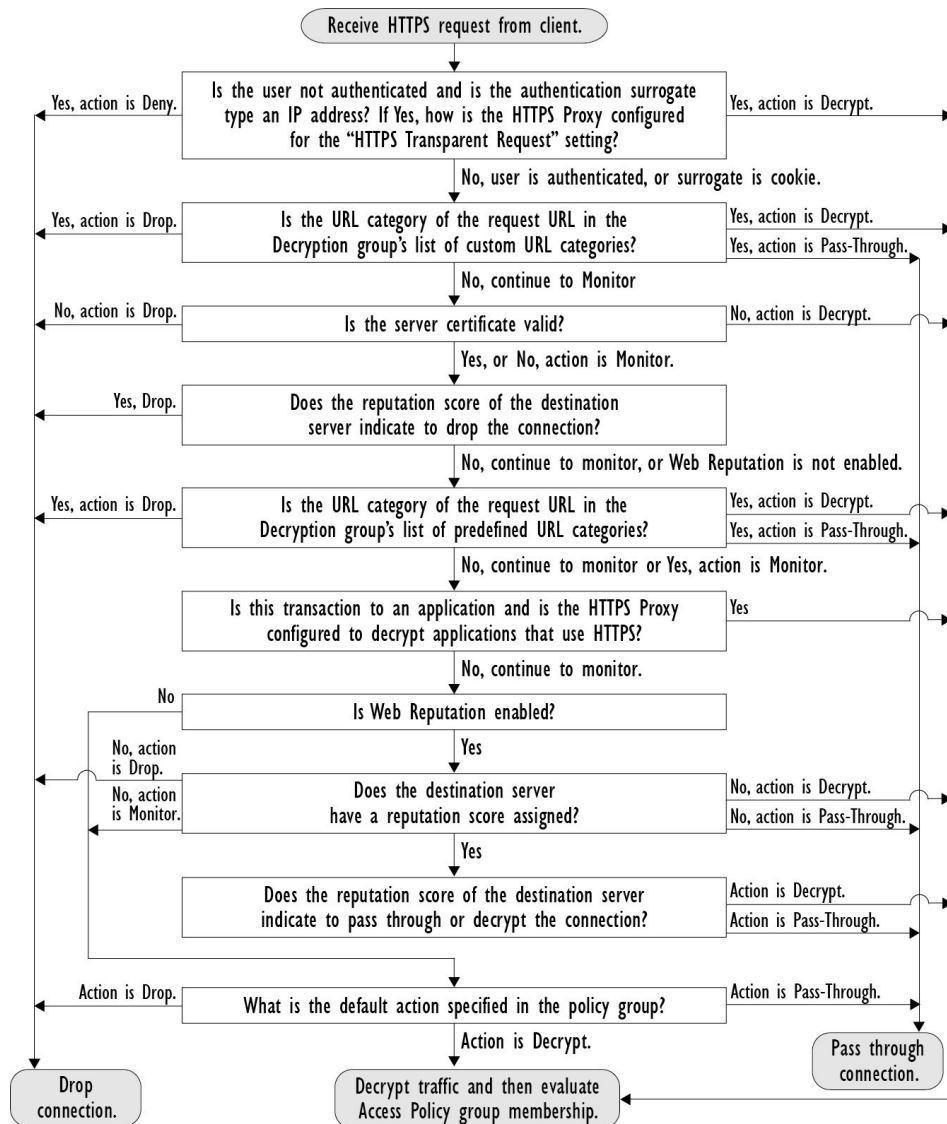 Receive HTTPS request from client.
Is the user not authenticated and is the authentication surrogate
type an IP address? If Yes, how is the HTTPS Proxy configured
for the “HTTPS Transparent Request” setting?
Yes, action is Deny.
Yes, action is Decrypt.
No, user is authenticated, or surrogate is cookie.
Yes, action is Drop.
Is the URL category of the request URL in the
Decryption group’s list of custom URL categories?
Yes, action is Decrypt.
Yes, action is Pass-Through.
No, continue to Monitor
No, action is Drop.
Is the server certificate valid?
No, action is Decrypt.
Yes, or No, action is Monitor.
Yes, Drop.
Does the reputation score of the destination
server indicate to drop the connection?
No, continue to monitor, or Web Reputation is not enabled.
Yes, action is Drop.
Is the URL category of the request URL in the
Decryption group’s list of predefined URL categories?
Yes, action is Decrypt.
Yes, action is Pass-Through.
No, continue to monitor or Yes, action is Monitor.
Is this transaction to an application and is the HTTPS Proxy
configured to decrypt applications that use HTTPS?
Yes
No, continue to monitor.
No
Is Web Reputation enabled?
Yes
No, action
is Drop.
No, action
is Monitor.
Does the destination server
have a reputation score assigned?
No, action is Decrypt.
No, action is Pass-Through.
Yes
Does the reputation score of the destination server
indicate to pass through or decrypt the connection?
Action is Decrypt.
Action is Pass-Through.
Action is Drop.
What is the default action specified in the policy group?
Action is Pass-Through.
Action is Decrypt.
Drop
connection.
Decrypt traffic and then evaluate
Access Policy group membership.
Pass through
connection.